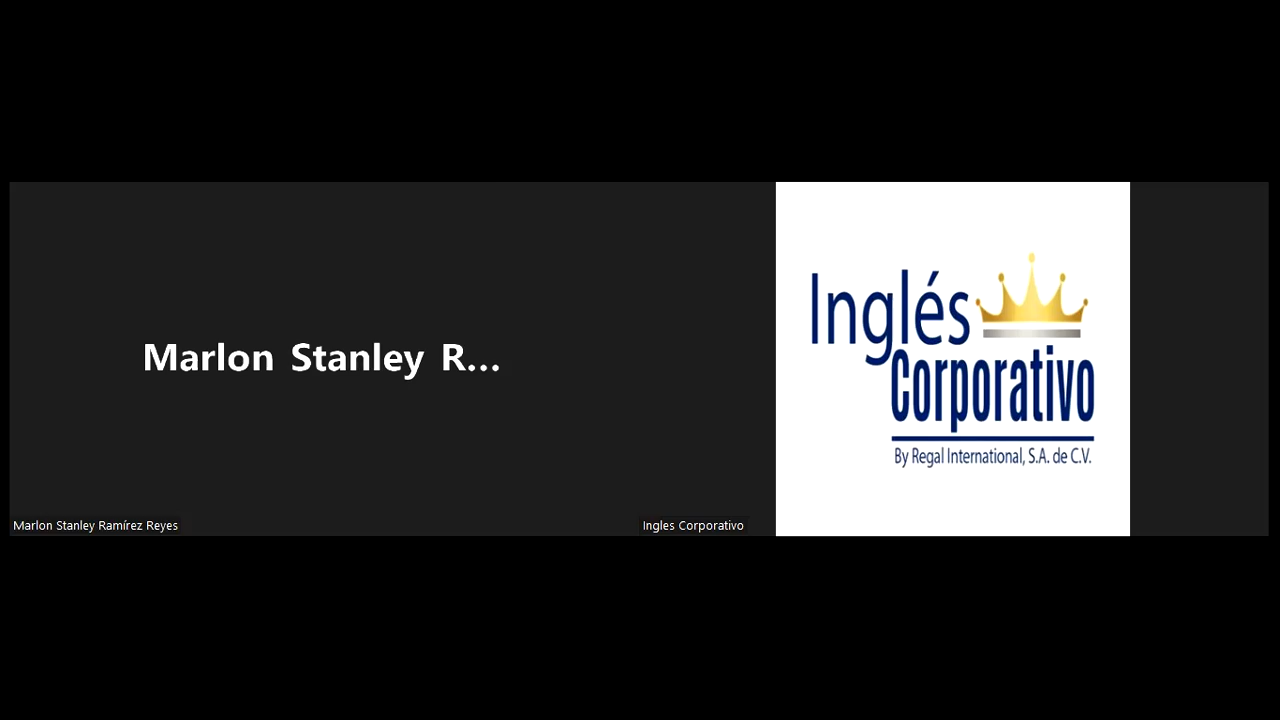 Marlon Stanley R...
Marlon Stanley Ramírez Reyes
Ingles Corporativo
Inglés
Corporativo
By Regal International, S.A. de C.V.